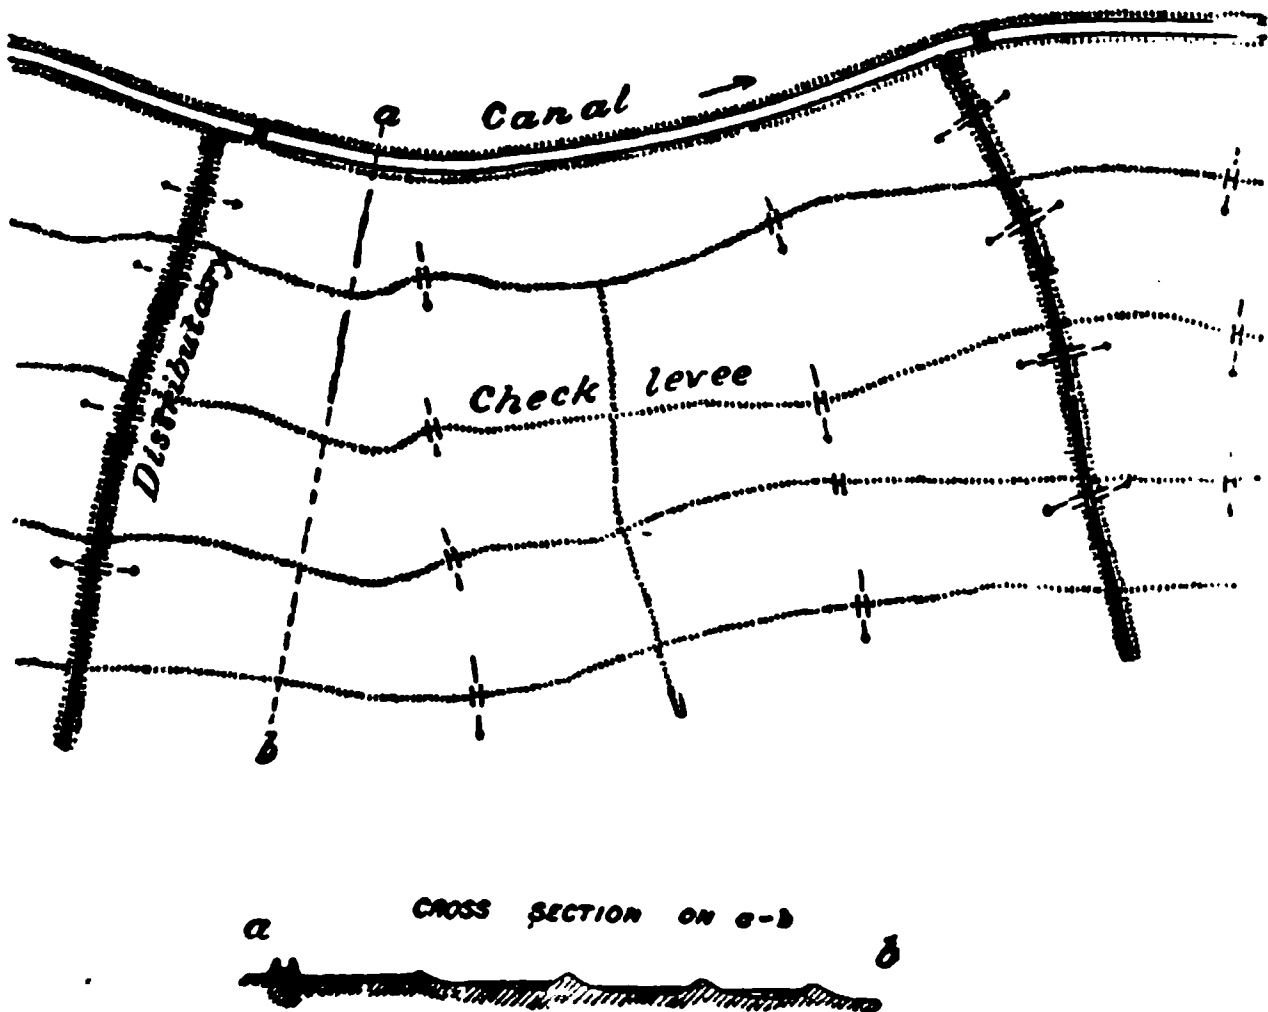 a
Canal
Distributary
Check levee
b
CROSS SECTION ON a-b
a
b